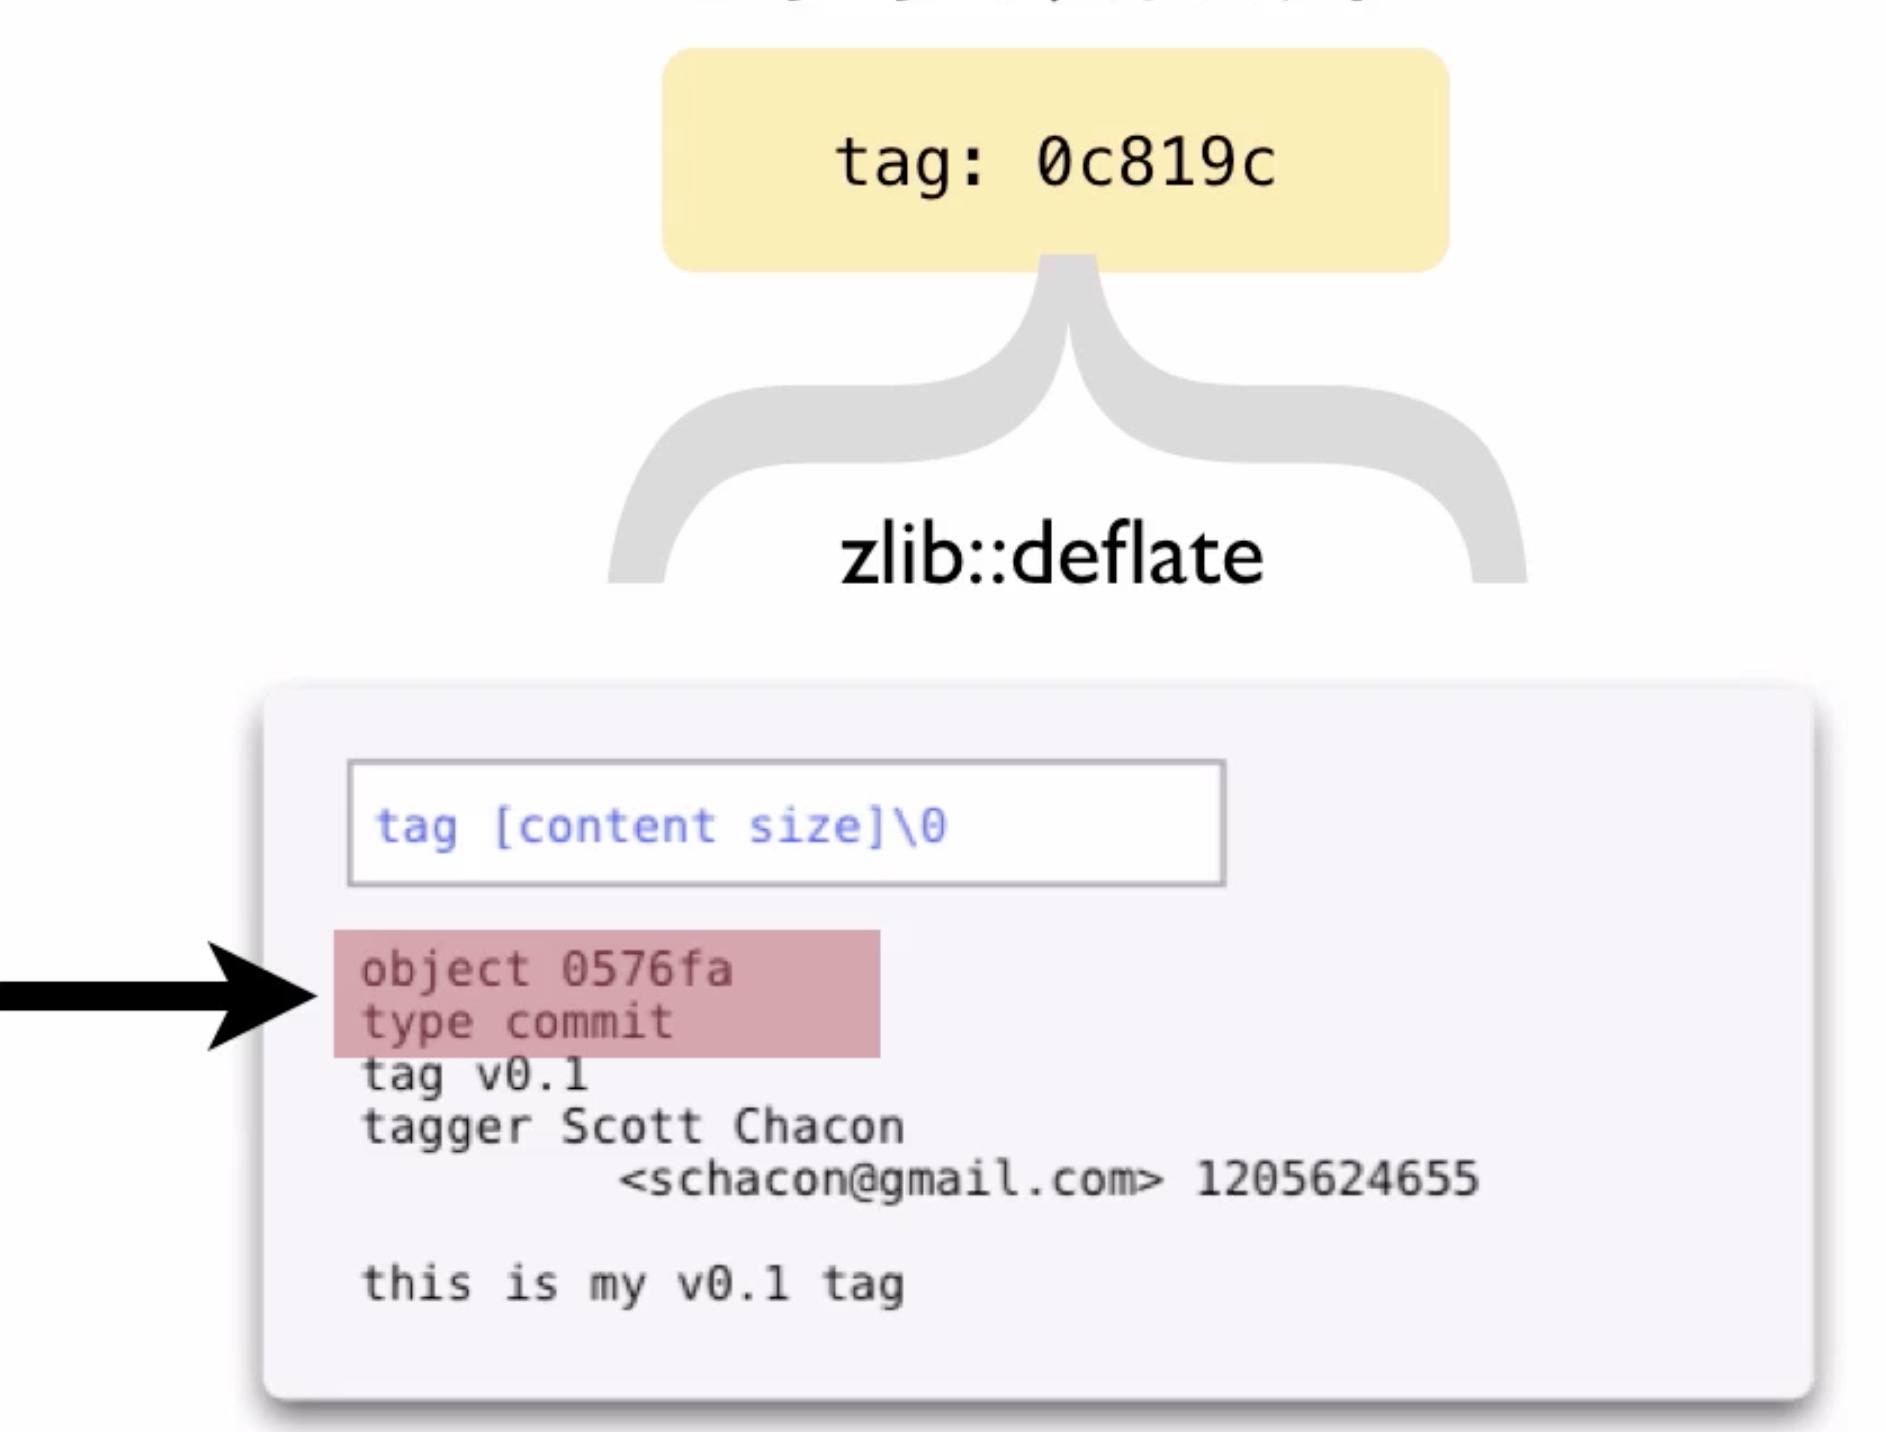 tag: 0c819c
zlib::deflate
tag [content size]\0
object 0576fa
type commit
tag v0.1
tagger Scott Chacon
<schacon@gmail.com> 1205624655
this is my v0.1 tag